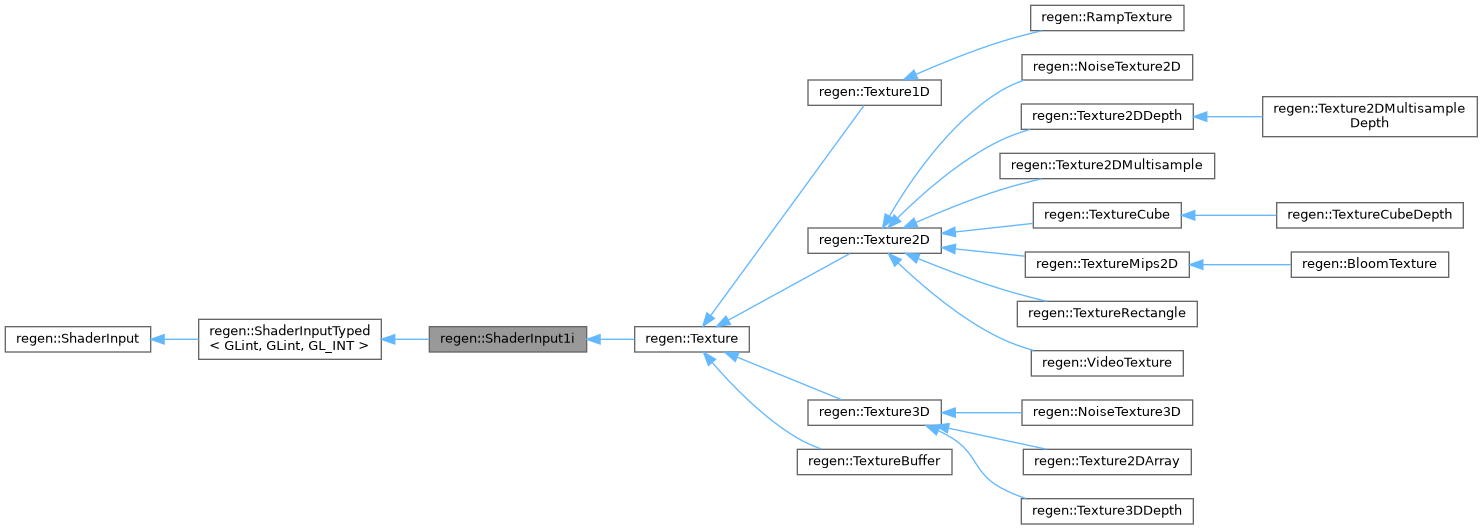 regen::RampTexture
regen::NoiseTexture2D
regen::Texture1D
regen::Texture2DDepth
regen::Texture2DMultisample
Depth
regen::Texture2DMultisample
regen::TextureCube
regen::TextureCubeDepth
regen::Texture2D
regen::TextureMips2D
regen::BloomTexture
regen::TextureRectangle
regen::ShaderInput
regen::ShaderInputTyped
< GLint, GLint, GL_INT >
regen::ShaderInput1i
regen::Texture
regen::VideoTexture
regen::Texture3D
regen::NoiseTexture3D
regen::TextureBuffer
regen::Texture2DArray
regen::Texture3DDepth